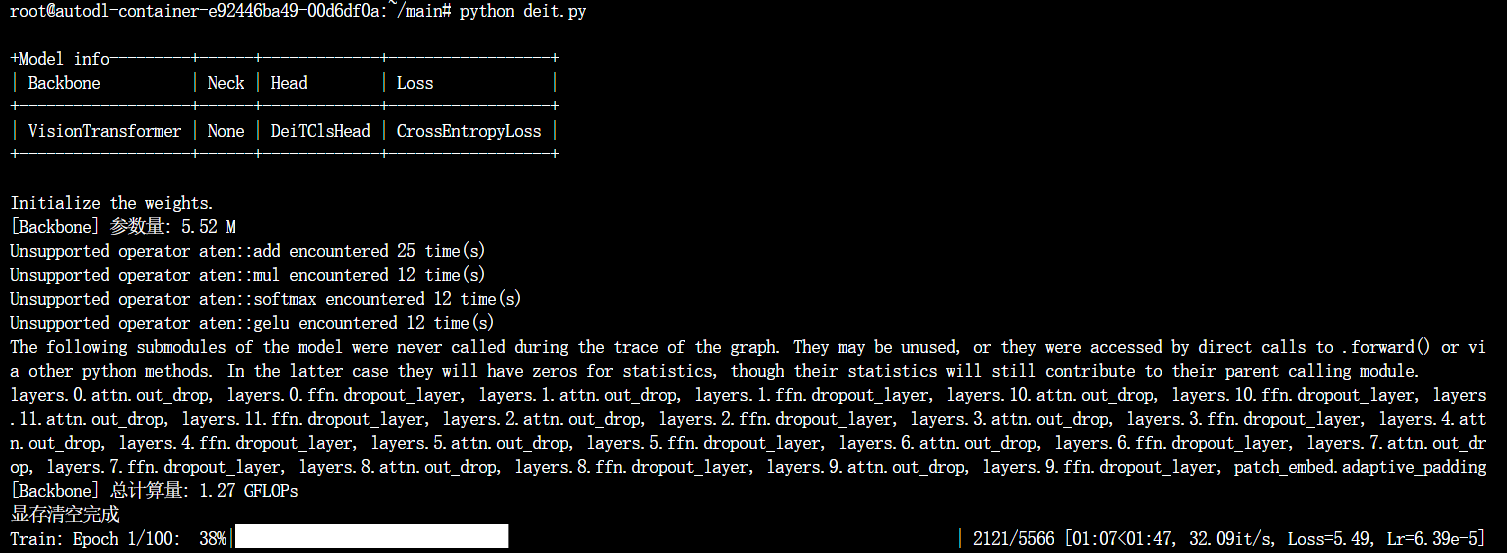 root@autodl-container-e92446ba49-00d6df0a:~/main# python deit.py
+Model info---------+------+-------------+------------------+
| Backbone          | Neck | Head        | Loss             |
+-------------------+------+-------------+------------------+
| VisionTransformer | None | DeiTClsHead | CrossEntropyLoss |
+-------------------+------+-------------+------------------+
Initialize the weights.
[Backbone] 参数量: 5.52 M
Unsupported operator aten::add encountered 25 time(s)
Unsupported operator aten::mul encountered 12 time(s)
Unsupported operator aten::softmax encountered 12 time(s)
Unsupported operator aten::gelu encountered 12 time(s)
The following submodules of the model were never called during the trace of the graph. They may be unused, or they were accessed by direct calls to .forward() or vi
a other python methods. In the latter case they will have zeros for statistics, though their statistics will still contribute to their parent calling module.
layers.0.attn.out_drop, layers.0.ffn.dropout_layer, layers.1.attn.out_drop, layers.1.ffn.dropout_layer, layers.10.attn.out_drop, layers.10.ffn.dropout_layer, layers
.11.attn.out_drop, layers.11.ffn.dropout_layer, layers.2.attn.out_drop, layers.2.ffn.dropout_layer, layers.3.attn.out_drop, layers.3.ffn.dropout_layer, layers.4.att
n.out_drop, layers.4.ffn.dropout_layer, layers.5.attn.out_drop, layers.5.ffn.dropout_layer, layers.6.attn.out_drop, layers.6.ffn.dropout_layer, layers.7.attn.out_dr
op, layers.7.ffn.dropout_layer, layers.8.attn.out_drop, layers.8.ffn.dropout_layer, layers.9.attn.out_drop, layers.9.ffn.dropout_layer, patch_embed.adaptive_padding
[Backbone] 总计算量: 1.27 GFLOPs
显存清空完成
Train: Epoch 1/100:  38%| | 2121/5566 [01:07<01:47, 32.09it/s, Loss=5.49, Lr=6.39e-5]